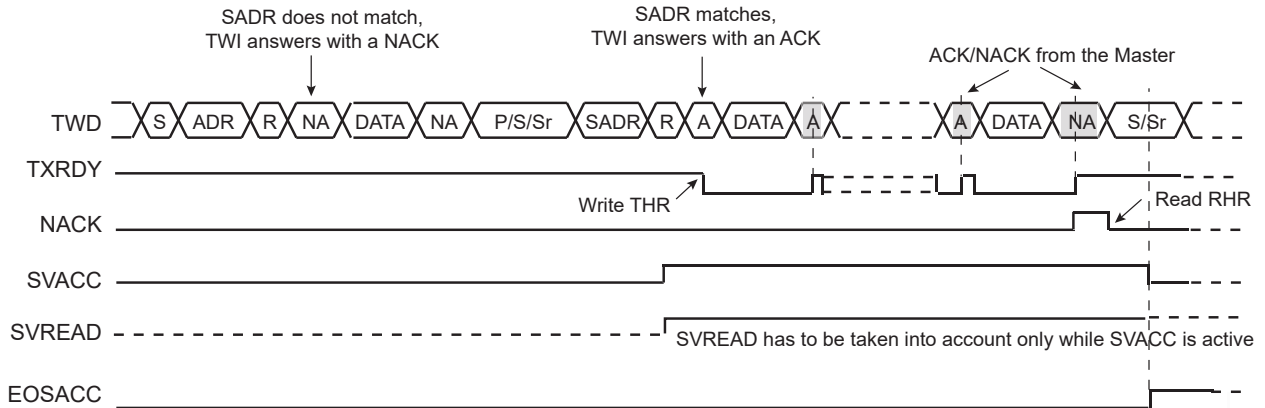 SADR does not match,
TWI answers with a NACK
SADR matches,
TWI answers with an ACK
ACK/NACK from the Master
TWD S ADR R NA DATA NA P/S/Sr SADR R A DATA A A DATA NA S/Sr
TXRDY
Write THR
Read RHR
NACK
SVACC
SVREAD
SVREAD has to be taken into account only while SVACC is active
EOSACC